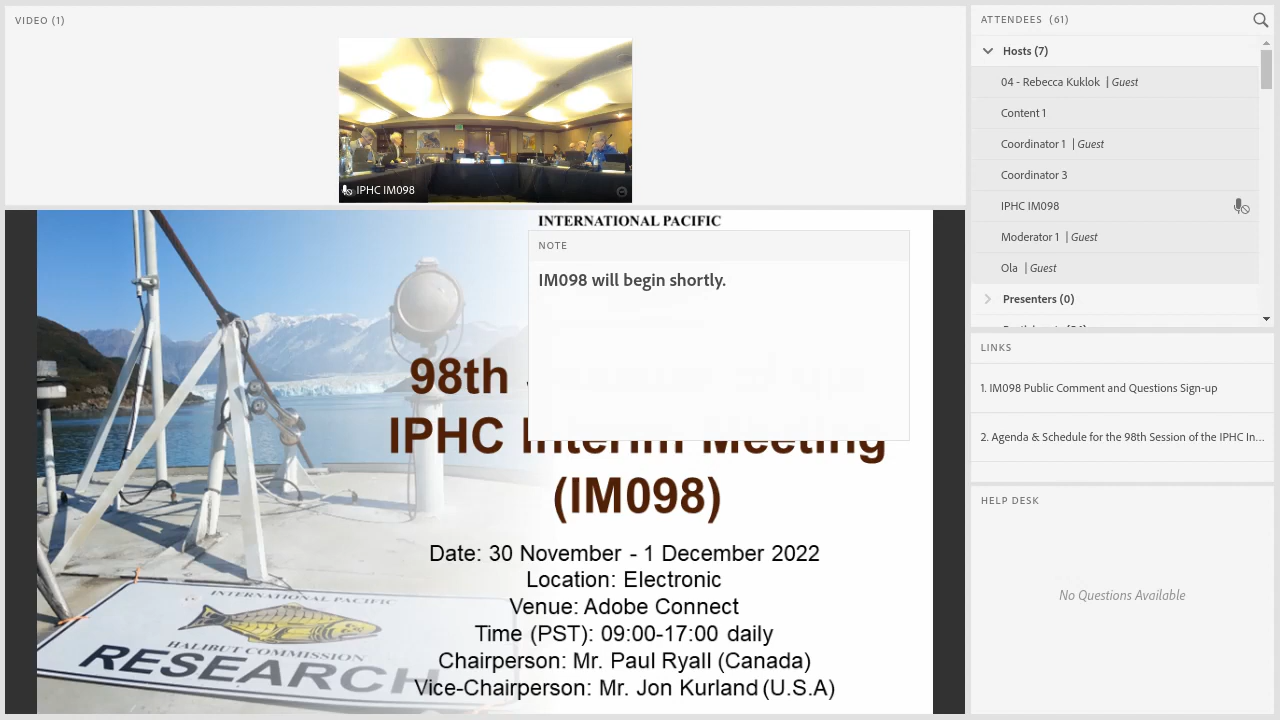 VIDEO (1)
IPHC IM098
INTERNATIONAL PACIFIC
NOTE
IM098 will begin shortly.
98th
IPHC Interim Meeting
(IM098)
Date: 30 November - 1 December 2022
Location: Electronic
Venue: Adobe Connect
Time (PST): 09:00-17:00 daily
Chairperson: Mr. Paul Ryall (Canada)
Vice-Chairperson: Mr. Jon Kurland (U.S.A)
INTERNATIONAL PACIFIC
HALIBUT COMMISSION
RESEARCH
ATTENDEES (61)
Hosts (7)
04 - Rebecca Kuklok | Guest
Content 1
Coordinator 1 | Guest
Coordinator 3
IPHC IM098
Moderator 1 | Guest
Ola | Guest
Presenters (0)
LINKS
1. IM098 Public Comment and Questions Sign-up
2. Agenda & Schedule for the 98th Session of the IPHC In...
HELP DESK
No Questions Available